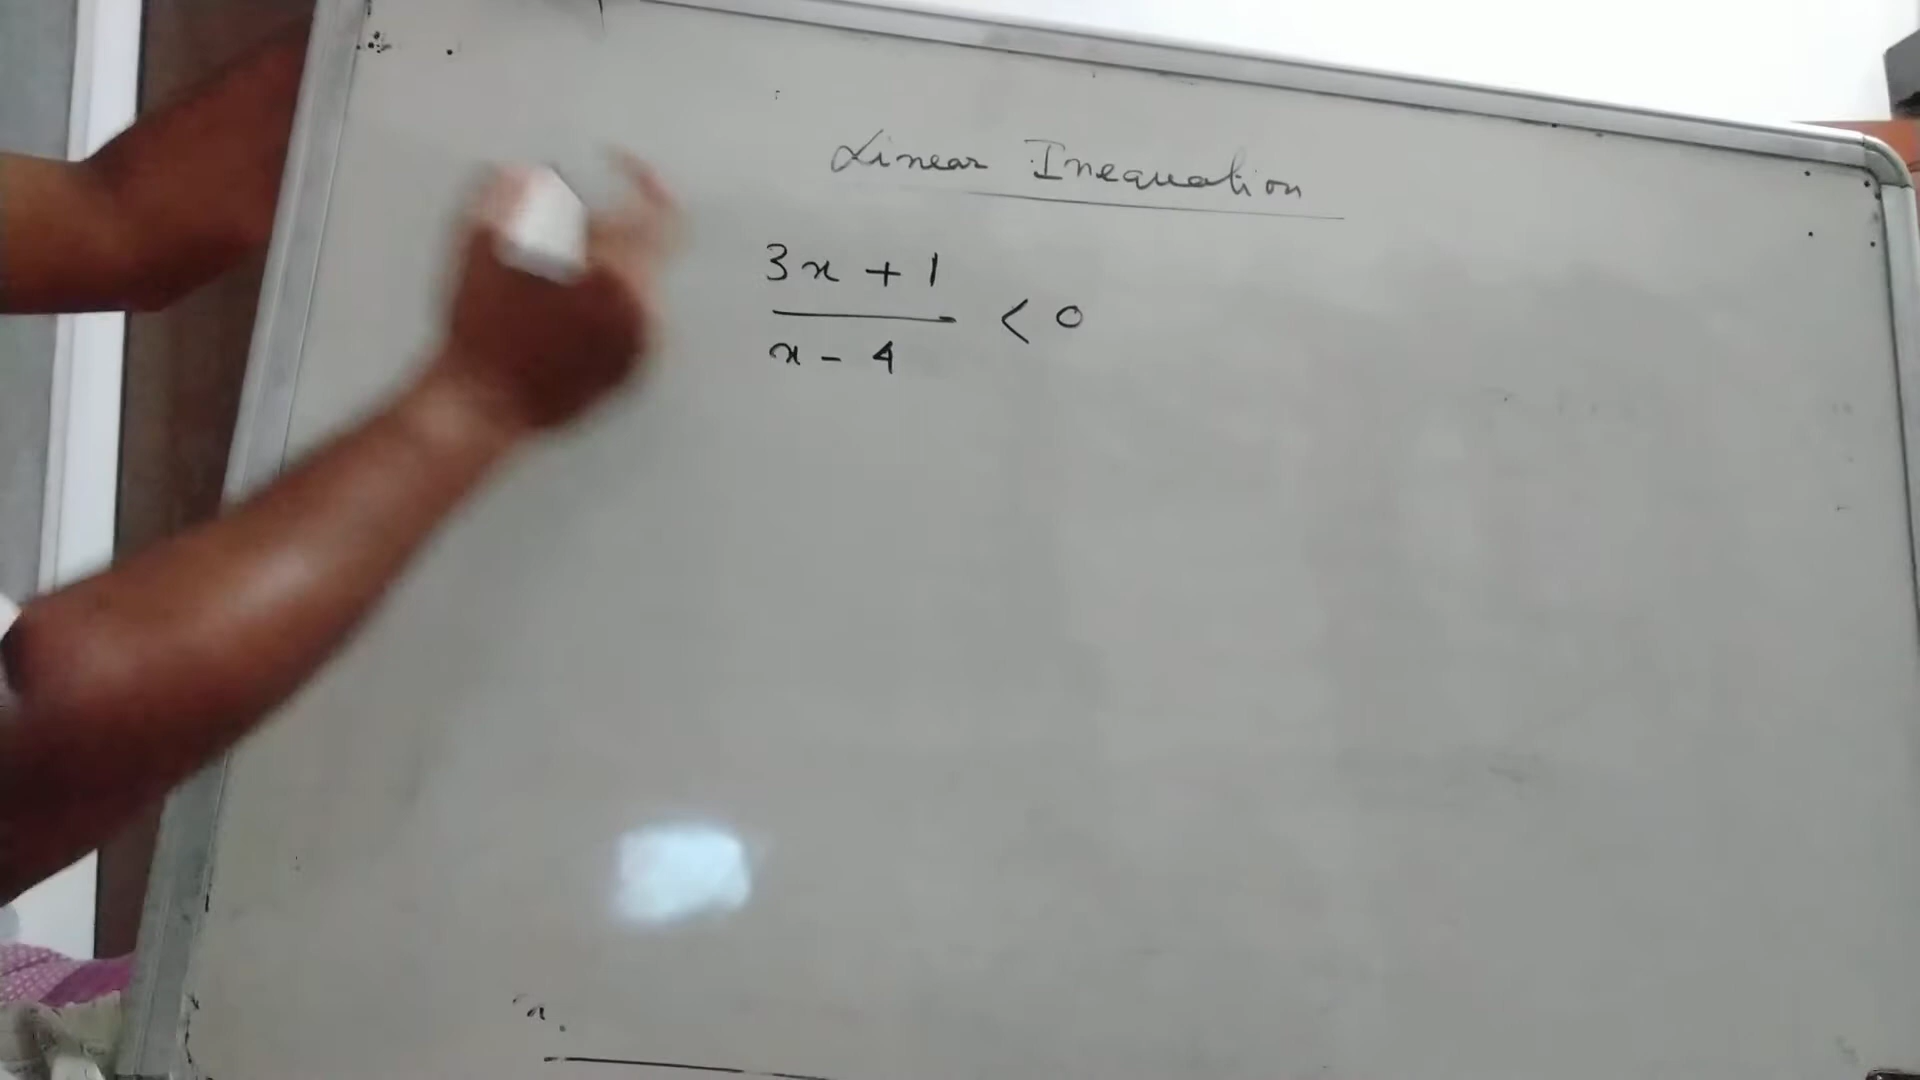 Linear Inequation
3x + 1
< 0
x - 4